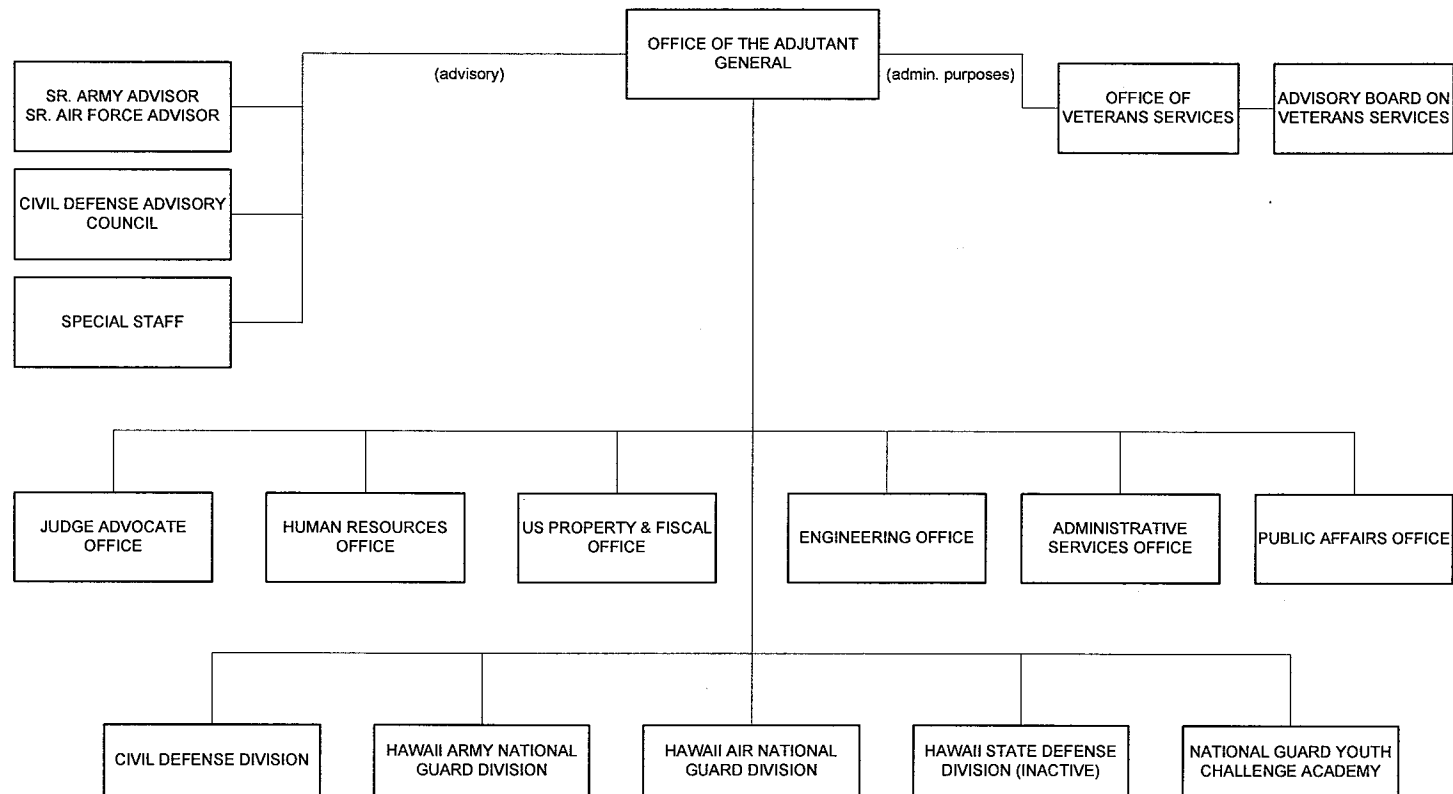 OFFICE OF THE ADJUTANT
GENERAL
(advisory)
(admin. purposes)
SR. ARMY ADVISOR
SR. AIR FORCE ADVISOR
OFFICE OF
VETERANS SERVICES
ADVISORY BOARD ON
VETERANS SERVICES
CIVIL DEFENSE ADVISORY
COUNCIL
SPECIAL STAFF
JUDGE ADVOCATE
OFFICE
HUMAN RESOURCES
OFFICE
US PROPERTY & FISCAL
OFFICE
ENGINEERING OFFICE
ADMINISTRATIVE
SERVICES OFFICE
PUBLIC AFFAIRS OFFICE
CIVIL DEFENSE DIVISION
HAWAII ARMY NATIONAL
GUARD DIVISION
HAWAII AIR NATIONAL
GUARD DIVISION
HAWAII STATE DEFENSE
DIVISION (INACTIVE)
NATIONAL GUARD YOUTH
CHALLENGE ACADEMY